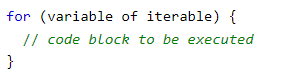 for (variable of iterable) {
  // code block to be executed
}